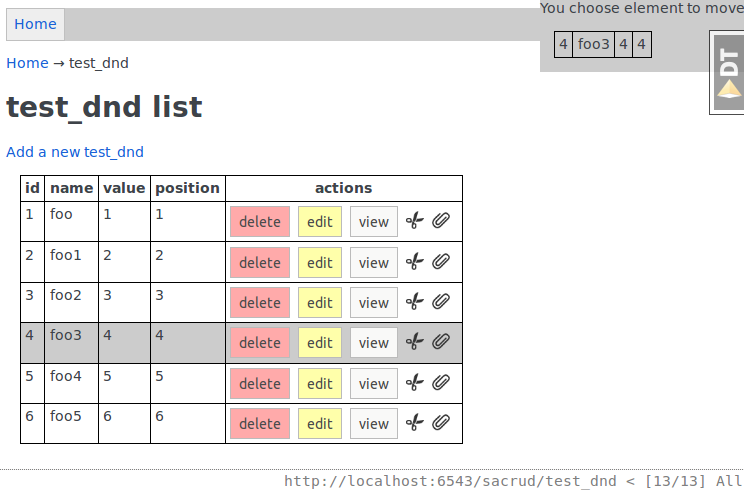 Home
You choose element to move
4 foo3 4 4
DT
Home → test_dnd
test_dnd list
Add a new test_dnd
id name value position actions
1 foo 1 1 delete edit view
2 foo1 2 2 delete edit view
3 foo2 3 3 delete edit view
4 foo3 4 4 delete edit view
5 foo4 5 5 delete edit view
6 foo5 6 6 delete edit view
http://localhost:6543/sacrud/test_dnd < [13/13] All